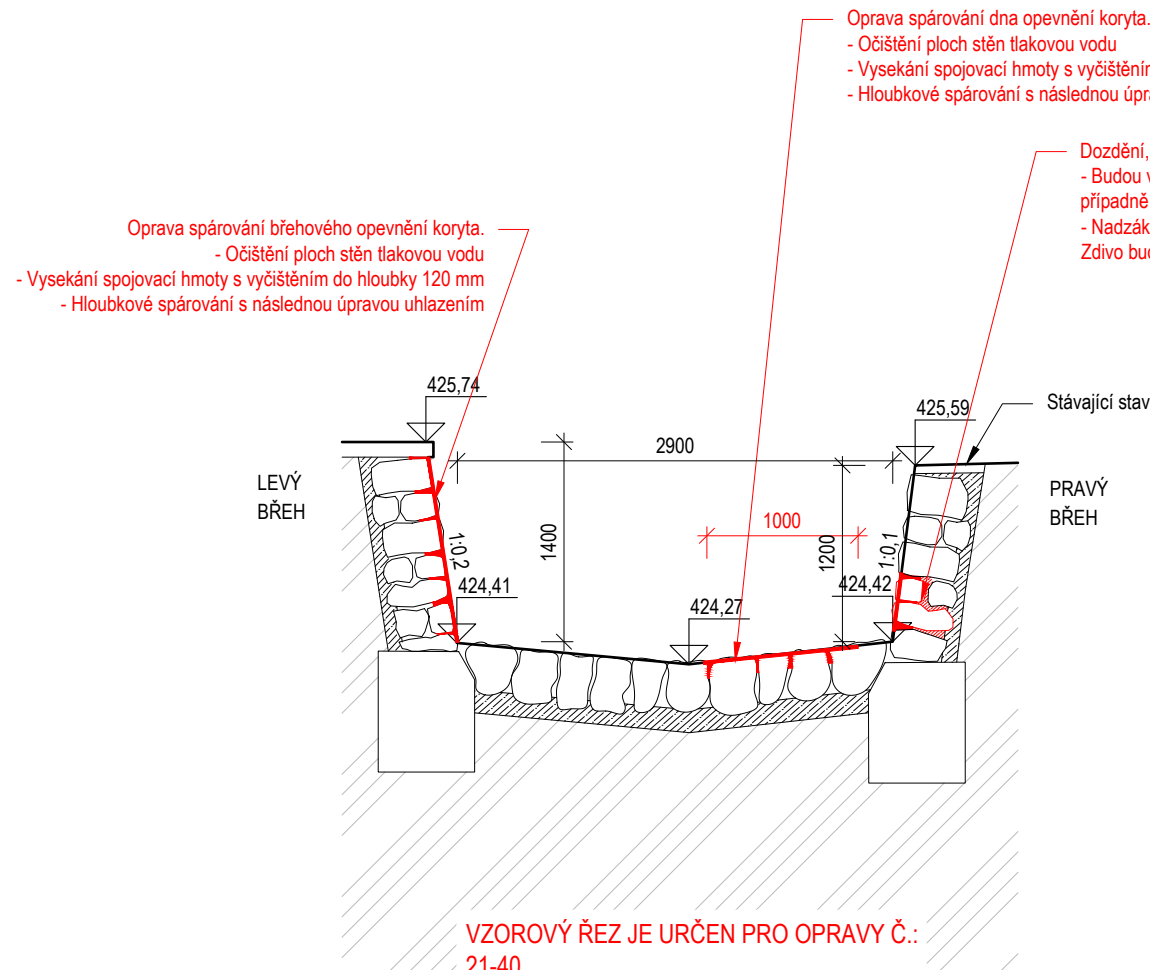 Oprava spárování dna opevnění koryta.
- Očištění ploch stěn tlakovou vodu
- Vysekání spojovací hmoty s vyčištění
- Hloubkové spárování s následnou úpra
Dozdění,
- Budou v
případně
- Nadzák
Zdivo bud
Oprava spárování břehového opevnění koryta.
- Očištění ploch stěn tlakovou vodu
- Vysekání spojovací hmoty s vyčištěním do hloubky 120 mm
- Hloubkové spárování s následnou úpravou uhlazením
425,74
425,59
Stávající stav
2900
LEVÝ
BŘEH
PRAVÝ
BŘEH
1000
1:0,2
1400
1200
1:0,1
424,41
424,42
424,27
VZOROVÝ ŘEZ JE URČEN PRO OPRAVY Č.:
21-40